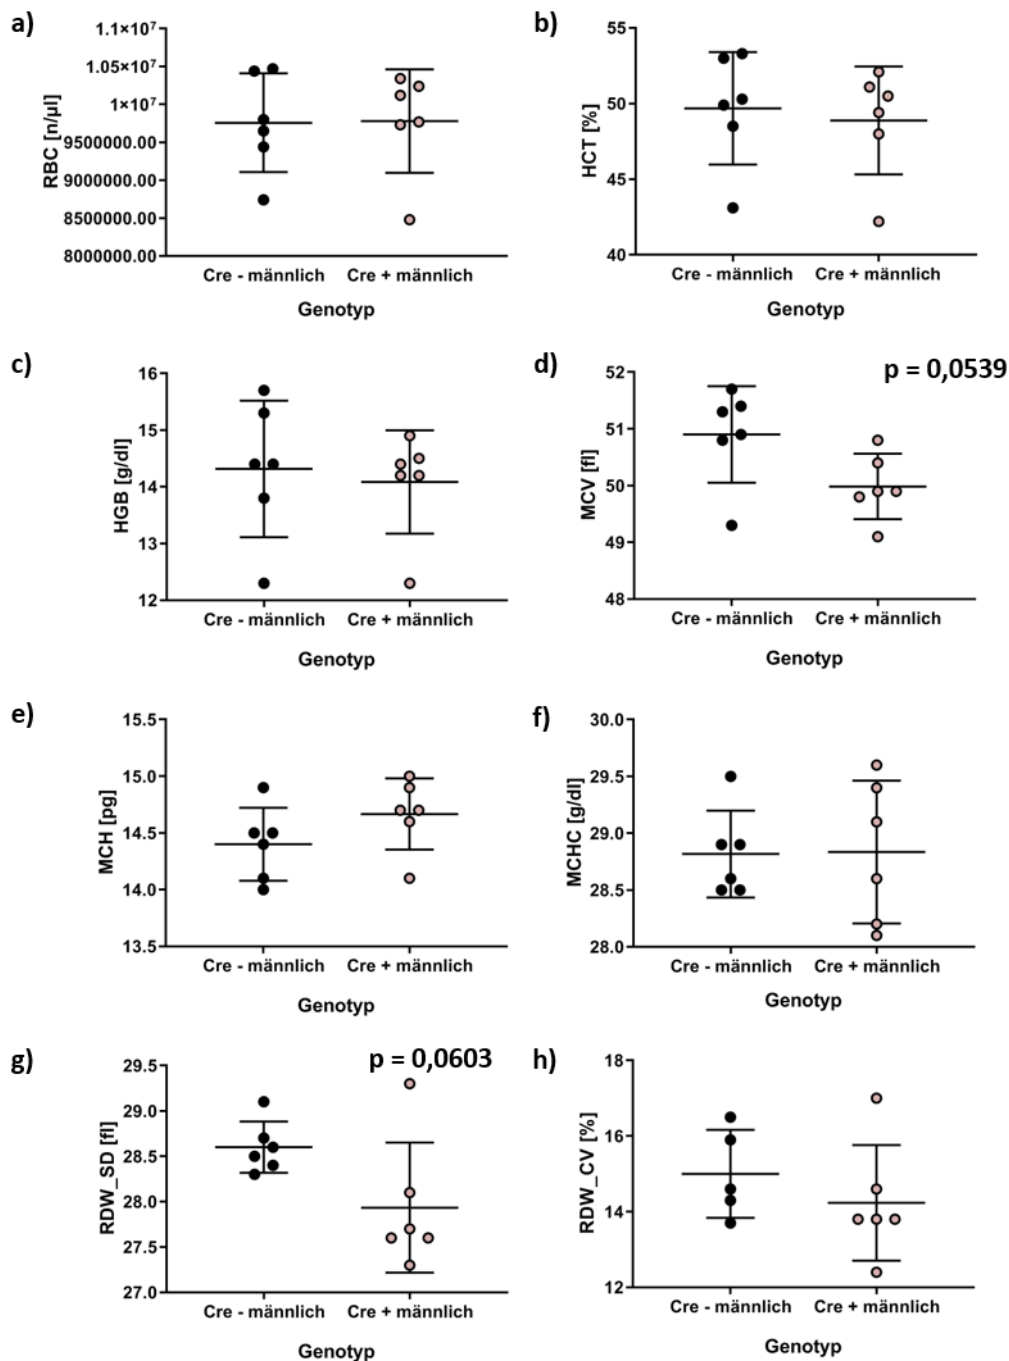 a)
1.1×10⁷
1.05×10⁷
1×10⁷
9500000.00
9000000.00
8500000.00
8000000.00
RBC [n/µl]
Cre - männlich Cre + männlich
Genotyp
b)
55
50
45
40
HCT [%]
Cre - männlich Cre + männlich
Genotyp
c)
16
15
14
13
12
HGB [g/dl]
Cre - männlich Cre + männlich
Genotyp
d)
p = 0,0539
52
51
50
49
48
MCV [fl]
Cre - männlich Cre + männlich
Genotyp
e)
15.5
15.0
14.5
14.0
13.5
MCH [pg]
Cre - männlich Cre + männlich
Genotyp
f)
30.0
29.5
29.0
28.5
28.0
MCHC [g/dl]
Cre - männlich Cre + männlich
Genotyp
g)
p = 0,0603
29.5
29.0
28.5
28.0
27.5
27.0
RDW_SD [fl]
Cre - männlich Cre + männlich
Genotyp
h)
18
16
14
12
RDW_CV [%]
Cre - männlich Cre + männlich
Genotyp